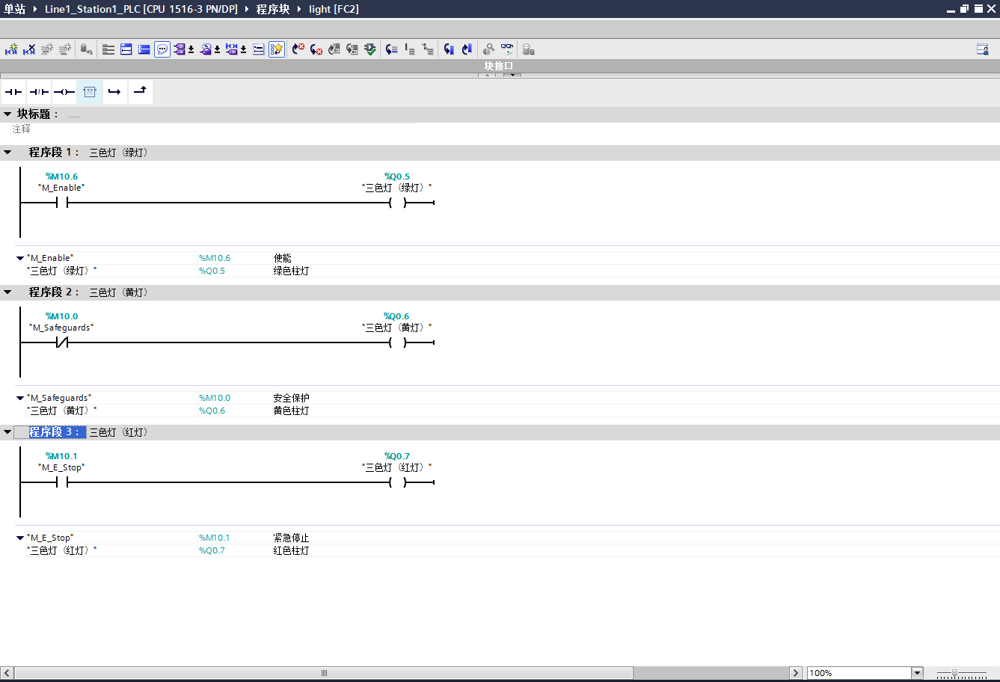 单站 Line1_Station1_PLC [CPU 1516-3 PN/DP] 程序块 light [FC2]
块接口
??
块标题： .....
注释
程序段 1： 三色灯（绿灯）
%M10.6 %Q0.5
"M_Enable" "三色灯（绿灯）"
"M_Enable" %M10.6 使能
"三色灯（绿灯）" %Q0.5 绿色柱灯
程序段 2： 三色灯（黄灯）
%M10.0 %Q0.6
"M_Safeguards" "三色灯（黄灯）"
"M_Safeguards" %M10.0 安全保护
"三色灯（黄灯）" %Q0.6 黄色柱灯
程序段 3： 三色灯（红灯）
%M10.1 %Q0.7
"M_E_Stop" "三色灯（红灯）"
"M_E_Stop" %M10.1 紧急停止
"三色灯（红灯）" %Q0.7 红色柱灯
100%